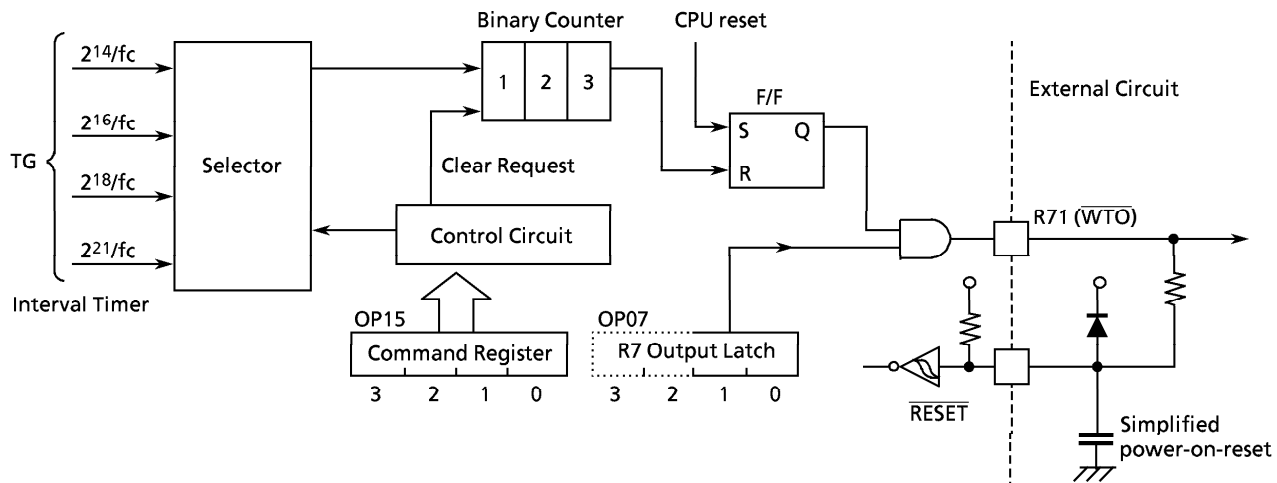 Binary Counter
CPU reset
2¹⁴/fc
External Circuit
1 2 3
F/F
2¹⁶/fc
S Q
TG
Selector
Clear Request
R
2¹⁸/fc
R71 (W̅T̅O̅)
Control Circuit
2²¹/fc
Interval Timer
OP15
OP07
Command Register
R7 Output Latch
3 2 1 0
3 2 1 0
R̅E̅S̅E̅T̅
Simplified
power-on-reset